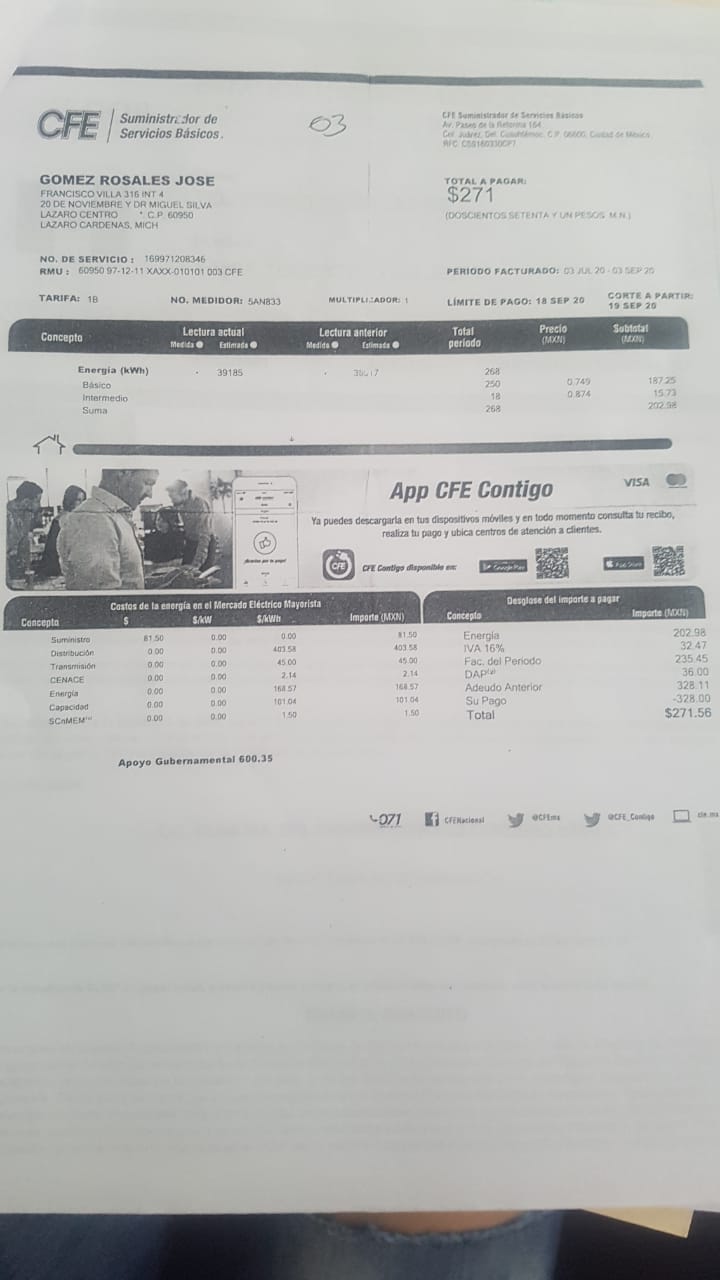 CFE Suministrador de
Servicios Básicos.
03
CFE Suministrador de Servicios Básicos
Av. Paseo de la Reforma 164,
Col. Juárez, Del. Cuauhtémoc, C.P. 06600, Ciudad de México.
GOMEZ ROSALES JOSE
FRANCISCO VILLA 316 INT 4
20 DE NOVIEMBRE Y DR MIGUEL SILVA
LAZARO CENTRO C.P. 60950
LAZARO CARDENAS, MICH
TOTAL A PAGAR:
$271
(DOSCIENTOS SETENTA Y UN PESOS M.N.)
NO. DE SERVICIO : 169971208346
RMU : 60950 97-12-11 XAXX-010101 003 CFE
PERIODO FACTURADO: 03 JUL 20 - 03 SEP 20
TARIFA: 1B NO. MEDIDOR: 5AN833 MULTIPLICADOR: 1 LÍMITE DE PAGO: 18 SEP 20 CORTE A PARTIR:
19 SEP 20
Concepto Lectura actual Lectura anterior Total periodo Precio (MXN) Subtotal (MXN)
Medida Estimada Medida Estimada
Energía (kWh) 39185 268
Básico 250 0.749 187.25
Intermedio 18 0.874 15.73
Suma 268 202.98
App CFE Contigo VISA
Ya puedes descargarla en tus dispositivos móviles y en todo momento consulta tu recibo,
realiza tu pago y ubica centros de atención a clientes.
CFE CFE Contigo disponible en: Google Play App Store
Costos de la energía en el Mercado Eléctrico Mayorista
Concepto $ $/kW $/kWh Importe (MXN)
Suministro 81.50 0.00 0.00 81.50
Distribución 0.00 0.00 403.58 403.58
Transmisión 0.00 0.00 45.00 45.00
CENACE 0.00 0.00 2.14 2.14
Energía 0.00 0.00 168.57 168.57
Capacidad 0.00 0.00 101.04 101.04
SCnMEM 0.00 0.00 1.50 1.50
Desglose del importe a pagar
Concepto Importe (MXN)
Energía 202.98
IVA 16% 32.47
Fac. del Periodo 235.45
DAP 36.00
Adeudo Anterior 328.11
Su Pago -328.00
Total $271.56
Apoyo Gubernamental 600.35
071 CFENacional @CFEmx @CFE_Contigo cfe.mx